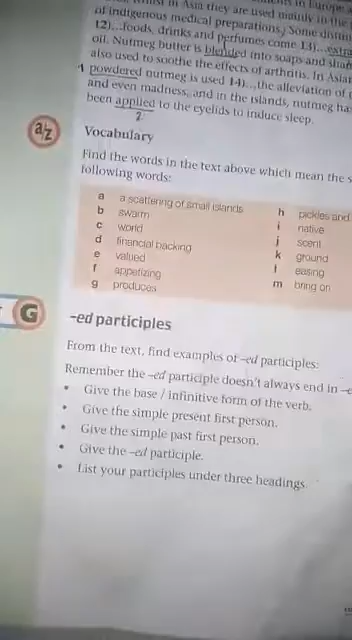 in Asia they are used mainly in the
of indigenous medical preparations. Some
12)...foods, drinks and perfumes come 13)...
oil. Nutmeg butter is blended into soaps and
also used to soothe the effects of arthritis. In
powdered nutmeg is used 14)...the alleviation of
and even madness, and in the islands, nutmeg
been applied to the eyelids to induce sleep.
2
a/z
Vocabulary
Find the words in the text above which mean the
following words:
a a scattering of small islands
b swarm
c world
d financial backing
e valued
f appetizing
g produces
h pickles and
i native
j scent
k ground
l easing
m bring on
G
-ed participles
From the text, find examples of -ed participles:
Remember the -ed participle doesn't always end in
• Give the base / infinitive form of the verb.
• Give the simple present first person.
• Give the simple past first person.
• Give the -ed participle.
• List your participles under three headings.